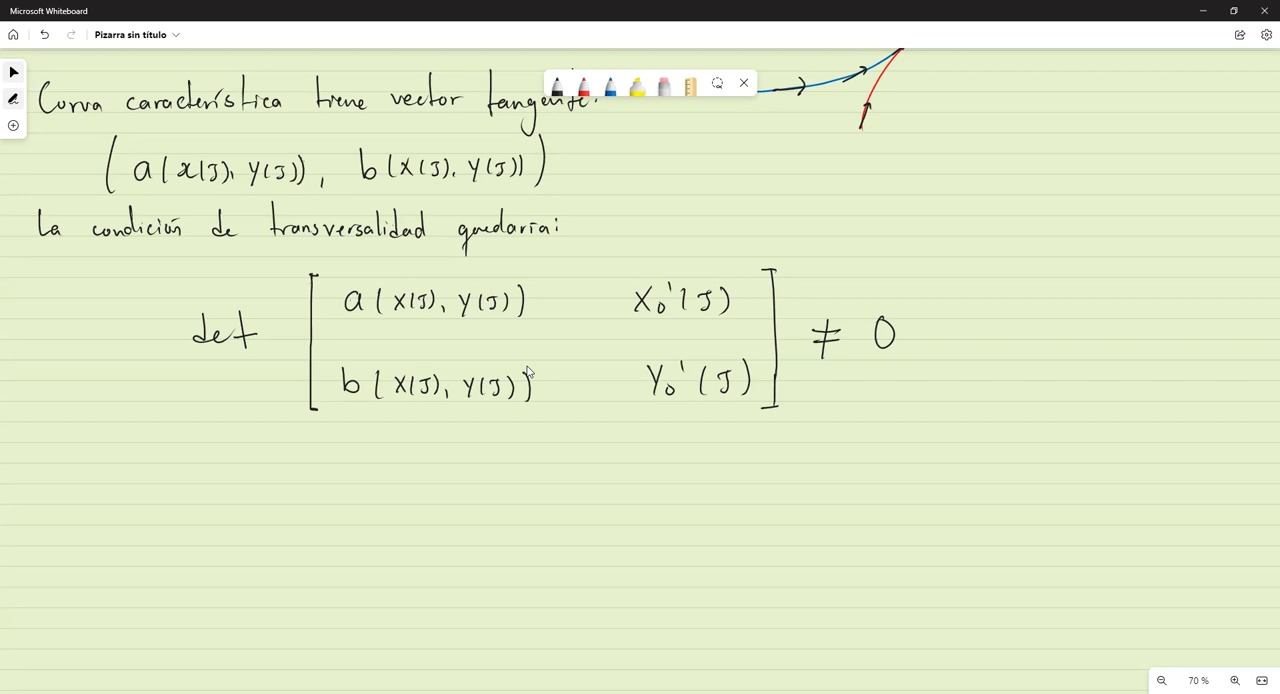 Microsoft Whiteboard
Pizarra sin título
Curva característica tiene vector tangente:
(a(x(J), y(J)), b(x(J), y(J)))
La condición de transversalidad quedaría:
det [ a(x(J), y(J)) x₀'(J)
b(x(J), y(J)) y₀'(J) ] ≠ 0
70 %